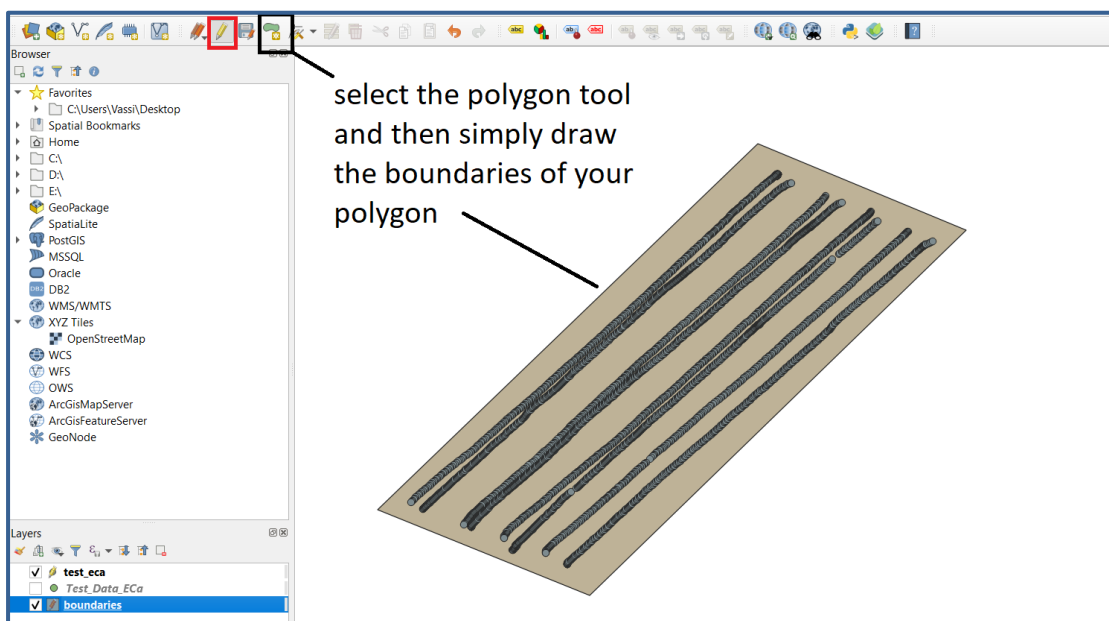 Browser
select the polygon tool
and then simply draw
the boundaries of your
polygon
Favorites
C:\Users\Vassi\Desktop
Spatial Bookmarks
Home
C:\
D:\
E:\
GeoPackage
SpatiaLite
PostGIS
MSSQL
Oracle
DB2
DB2
WMS/WMTS
XYZ Tiles
OpenStreetMap
WCS
WFS
OWS
ArcGisMapServer
ArcGisFeatureServer
GeoNode
Layers
test_eca
Test_Data_ECa
boundaries